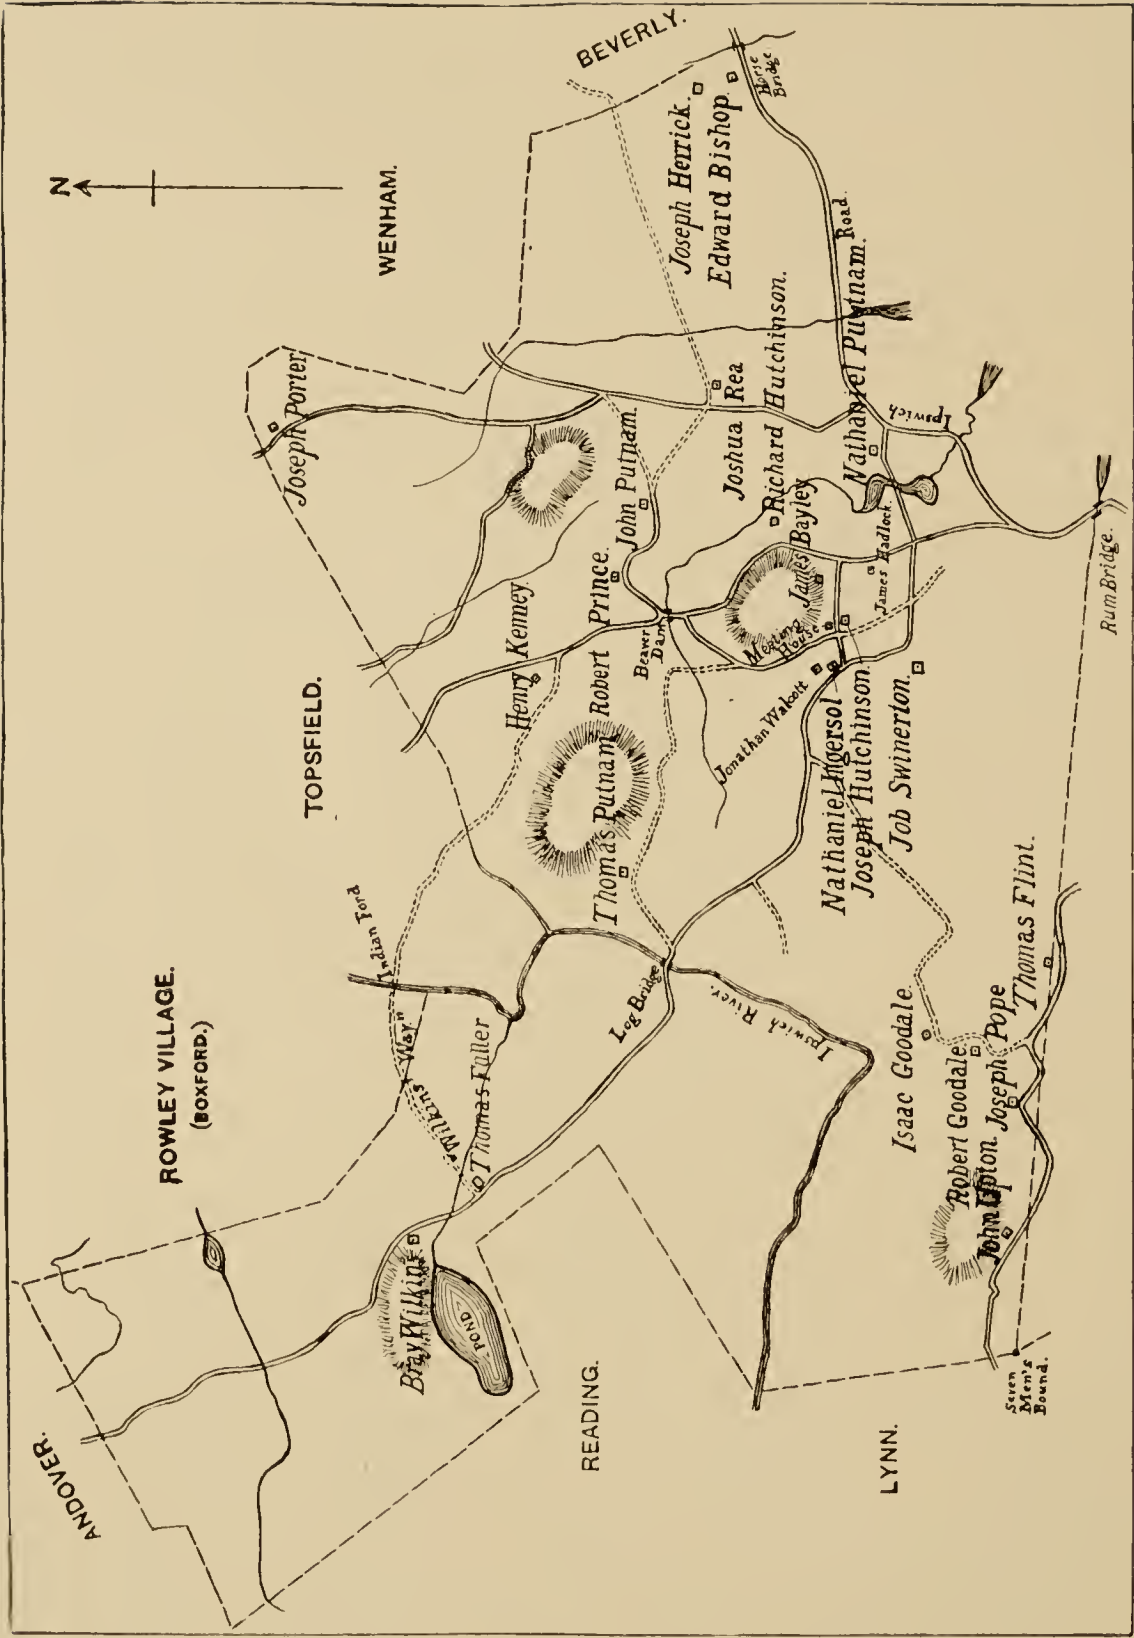 BEVERLY.
Horse
Bridge.
N
WENHAM.
Joseph Herrick.
Edward Bishop.
Road.
Ipswich
Joseph Porter
Joshua Rea
Richard Hutchinson.
Nathaniel Putnam.
John Putnam.
James Bayley
James Hadlock.
Rum Bridge.
Henry Kenney.
Robert Prince.
Beaver
Dam
Meeting
House
TOPSFIELD.
Jonathan Walcott
Nathaniel Ingersol
Joseph Hutchinson.
Job Swinerton.
Thomas Putnam
Indian Ford
Thomas Flint.
ROWLEY VILLAGE.
(BOXFORD.)
"Wilkins Way"
Thomas Fuller
Log Bridge
Ipswich River.
Isaac Goodale.
Robert Goodale.
Joseph Pope
John Upton.
Bray Wilkins
POND
ANDOVER.
READING.
LYNN.
Seven
Men's
Bound.